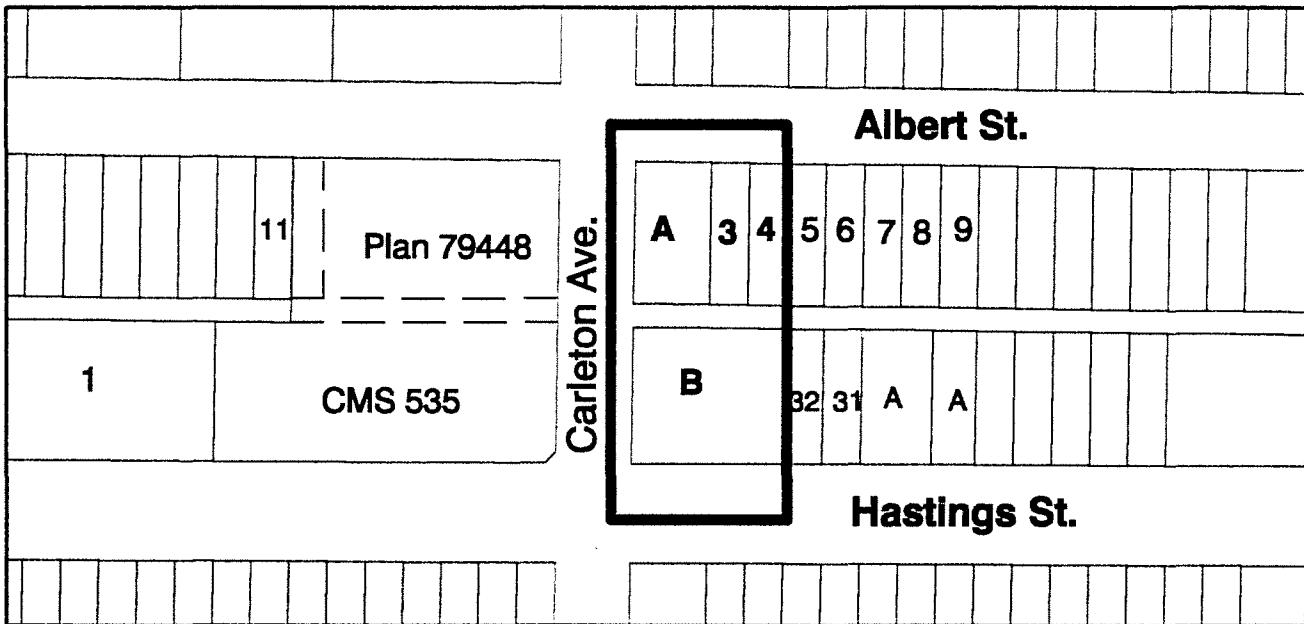 Albert St.
11
Plan 79448
Carleton Ave.
A 3 4 5 6 7 8 9
1
CMS 535
B
32 31 A A
Hastings St.